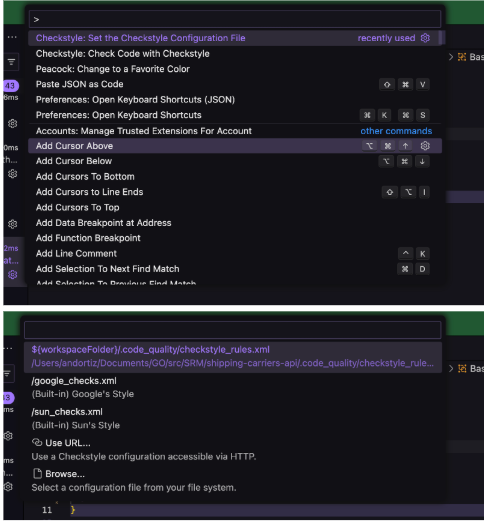 >
Checkstyle: Set the Checkstyle Configuration File recently used
Checkstyle: Check Code with Checkstyle
Peacock: Change to a Favorite Color
Paste JSON as Code ⇧ ⌘ V
Preferences: Open Keyboard Shortcuts (JSON)
Preferences: Open Keyboard Shortcuts ⌘ K ⌘ S
Accounts: Manage Trusted Extensions For Account other commands
Add Cursor Above ⌥ ⌘ ↑
Add Cursor Below ⌥ ⌘ ↓
Add Cursors To Bottom
Add Cursors to Line Ends ⇧ ⌥ I
Add Cursors To Top
Add Data Breakpoint at Address
Add Function Breakpoint
Add Line Comment ^ K
Add Selection To Next Find Match ⌘ D
Add Selection To Previous Find Match
...
43
6ms
0ms
th...
2ms
at...
> Bas
${workspaceFolder}/.code_quality/checkstyle_rules.xml
/Users/andortiz/Documents/GO/src/SRM/shipping-carriers-api/.code_quality/checkstyle_rule...
/google_checks.xml
(Built-in) Google's Style
/sun_checks.xml
(Built-in) Sun's Style
Use URL...
Use a Checkstyle configuration accessible via HTTP.
Browse...
Select a configuration file from your file system.
11 }
...
3
ms
ms
> Bas